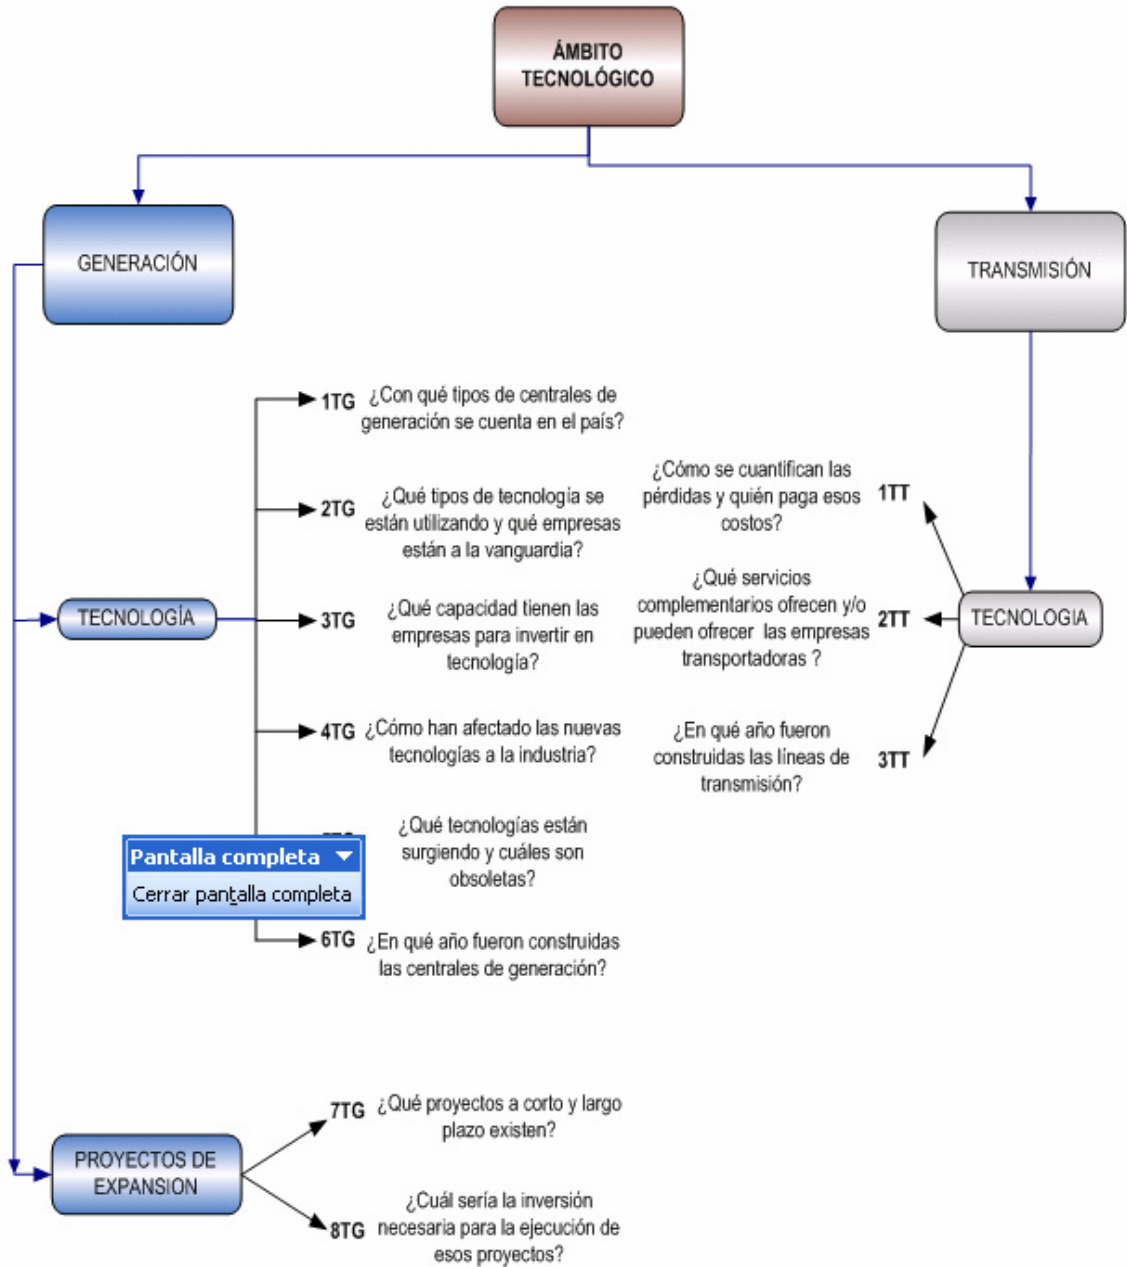 ÁMBITO
TECNOLÓGICO
GENERACIÓN
TRANSMISIÓN
TECNOLOGÍA
1TG
¿Con qué tipos de centrales de
generación se cuenta en el país?
2TG
¿Qué tipos de tecnología se
están utilizando y qué empresas
están a la vanguardia?
3TG
¿Qué capacidad tienen las
empresas para invertir en
tecnología?
4TG
¿Cómo han afectado las nuevas
tecnologías a la industria?
¿Qué tecnologías están
surgiendo y cuáles son
obsoletas?
Pantalla completa
Cerrar pantalla completa
6TG
¿En qué año fueron construidas
las centrales de generación?
PROYECTOS DE
EXPANSION
7TG
¿Qué proyectos a corto y largo
plazo existen?
8TG
¿Cuál sería la inversión
necesaria para la ejecución de
esos proyectos?
TECNOLOGIA
¿Cómo se cuantifican las
pérdidas y quién paga esos
costos?
1TT
¿Qué servicios
complementarios ofrecen y/o
pueden ofrecer las empresas
transportadoras ?
2TT
¿En qué año fueron
construidas las líneas de
transmisión?
3TT